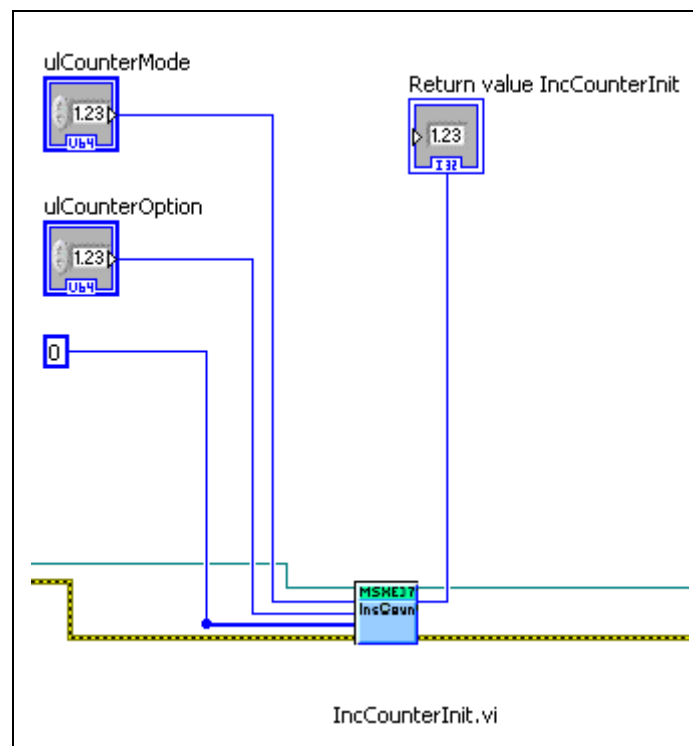 ulCounterMode
1.23
U64
Return value IncCounterInit
1.23
I32
ulCounterOption
1.23
U64
0
MSXE37
IncCoun
IncCounterInit.vi